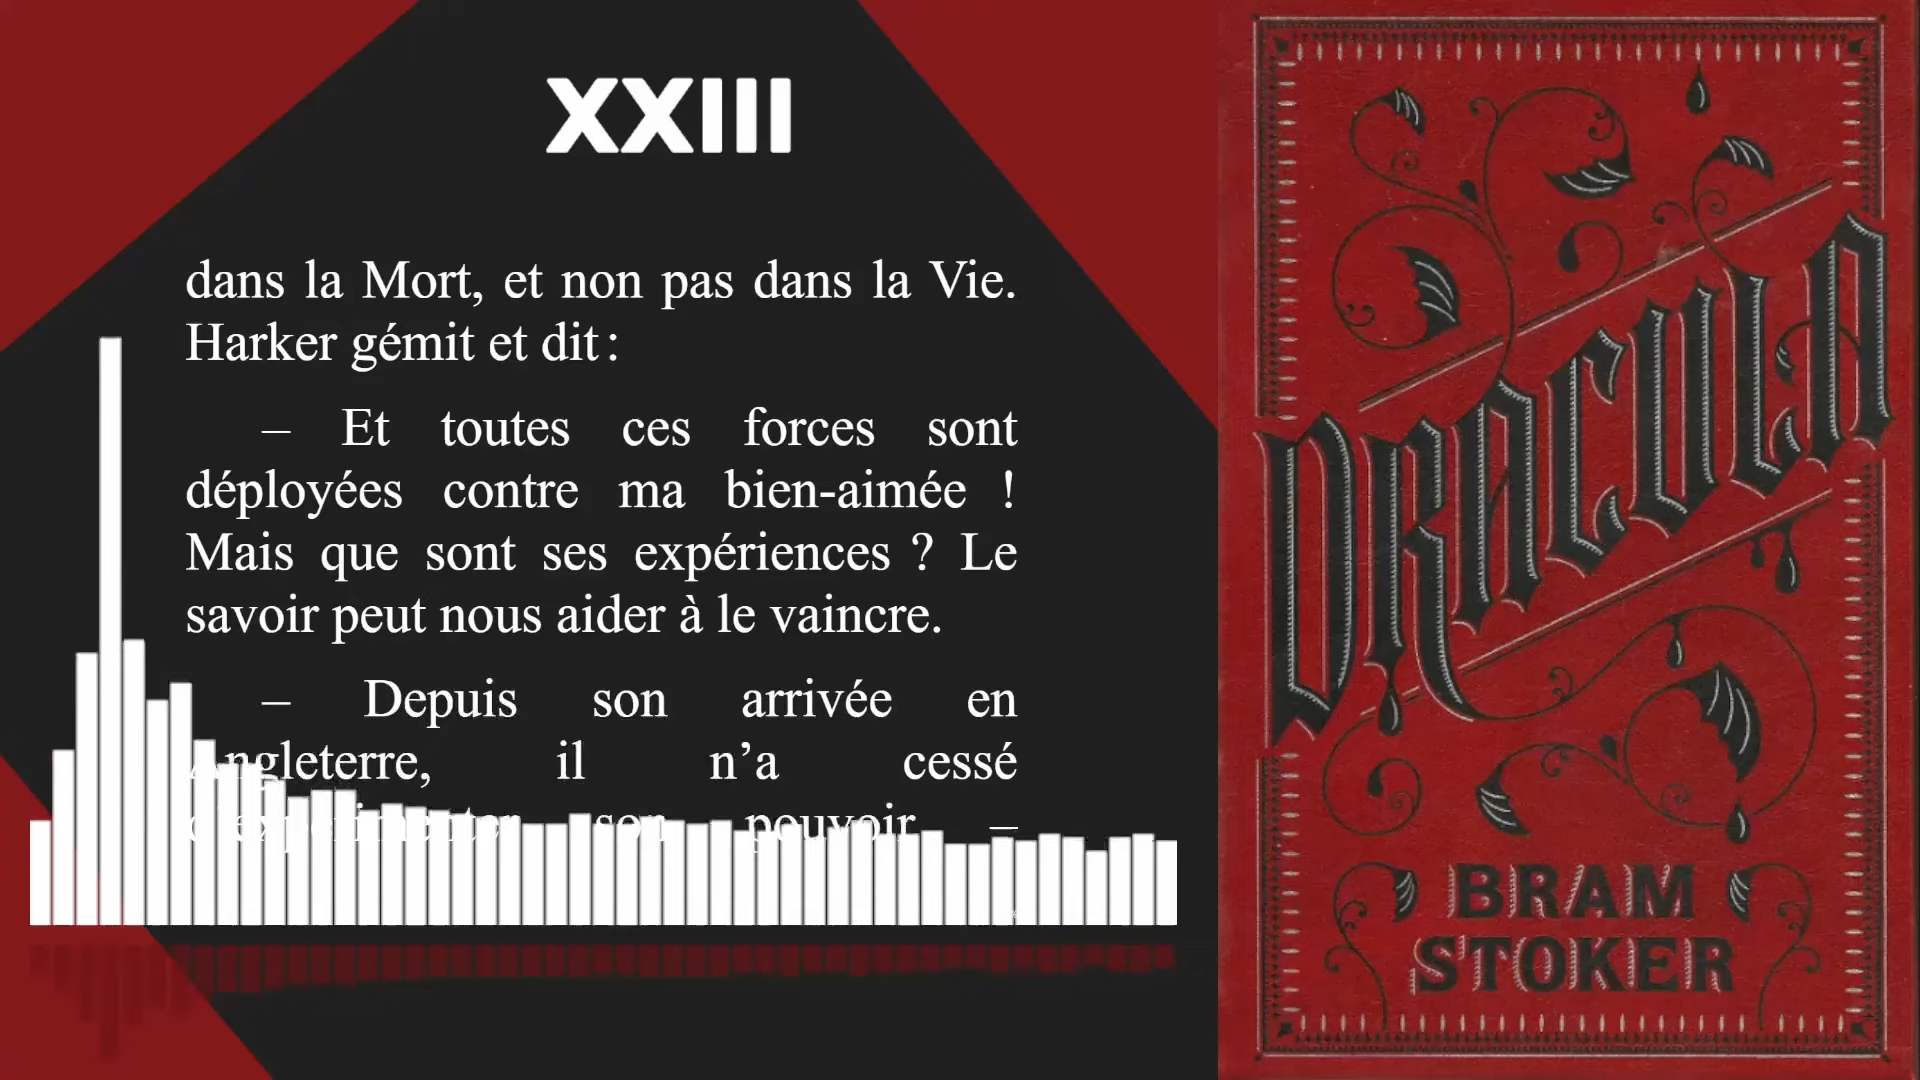 XXIII
dans la Mort, et non pas dans la Vie.
Harker gémit et dit :
– Et toutes ces forces sont
déployées contre ma bien-aimée !
Mais que sont ses expériences ? Le
savoir peut nous aider à le vaincre.
– Depuis son arrivée en
Angleterre, il n’a cessé
d’expérimenter son pouvoir –
DRACULA
BRAM
STOKER